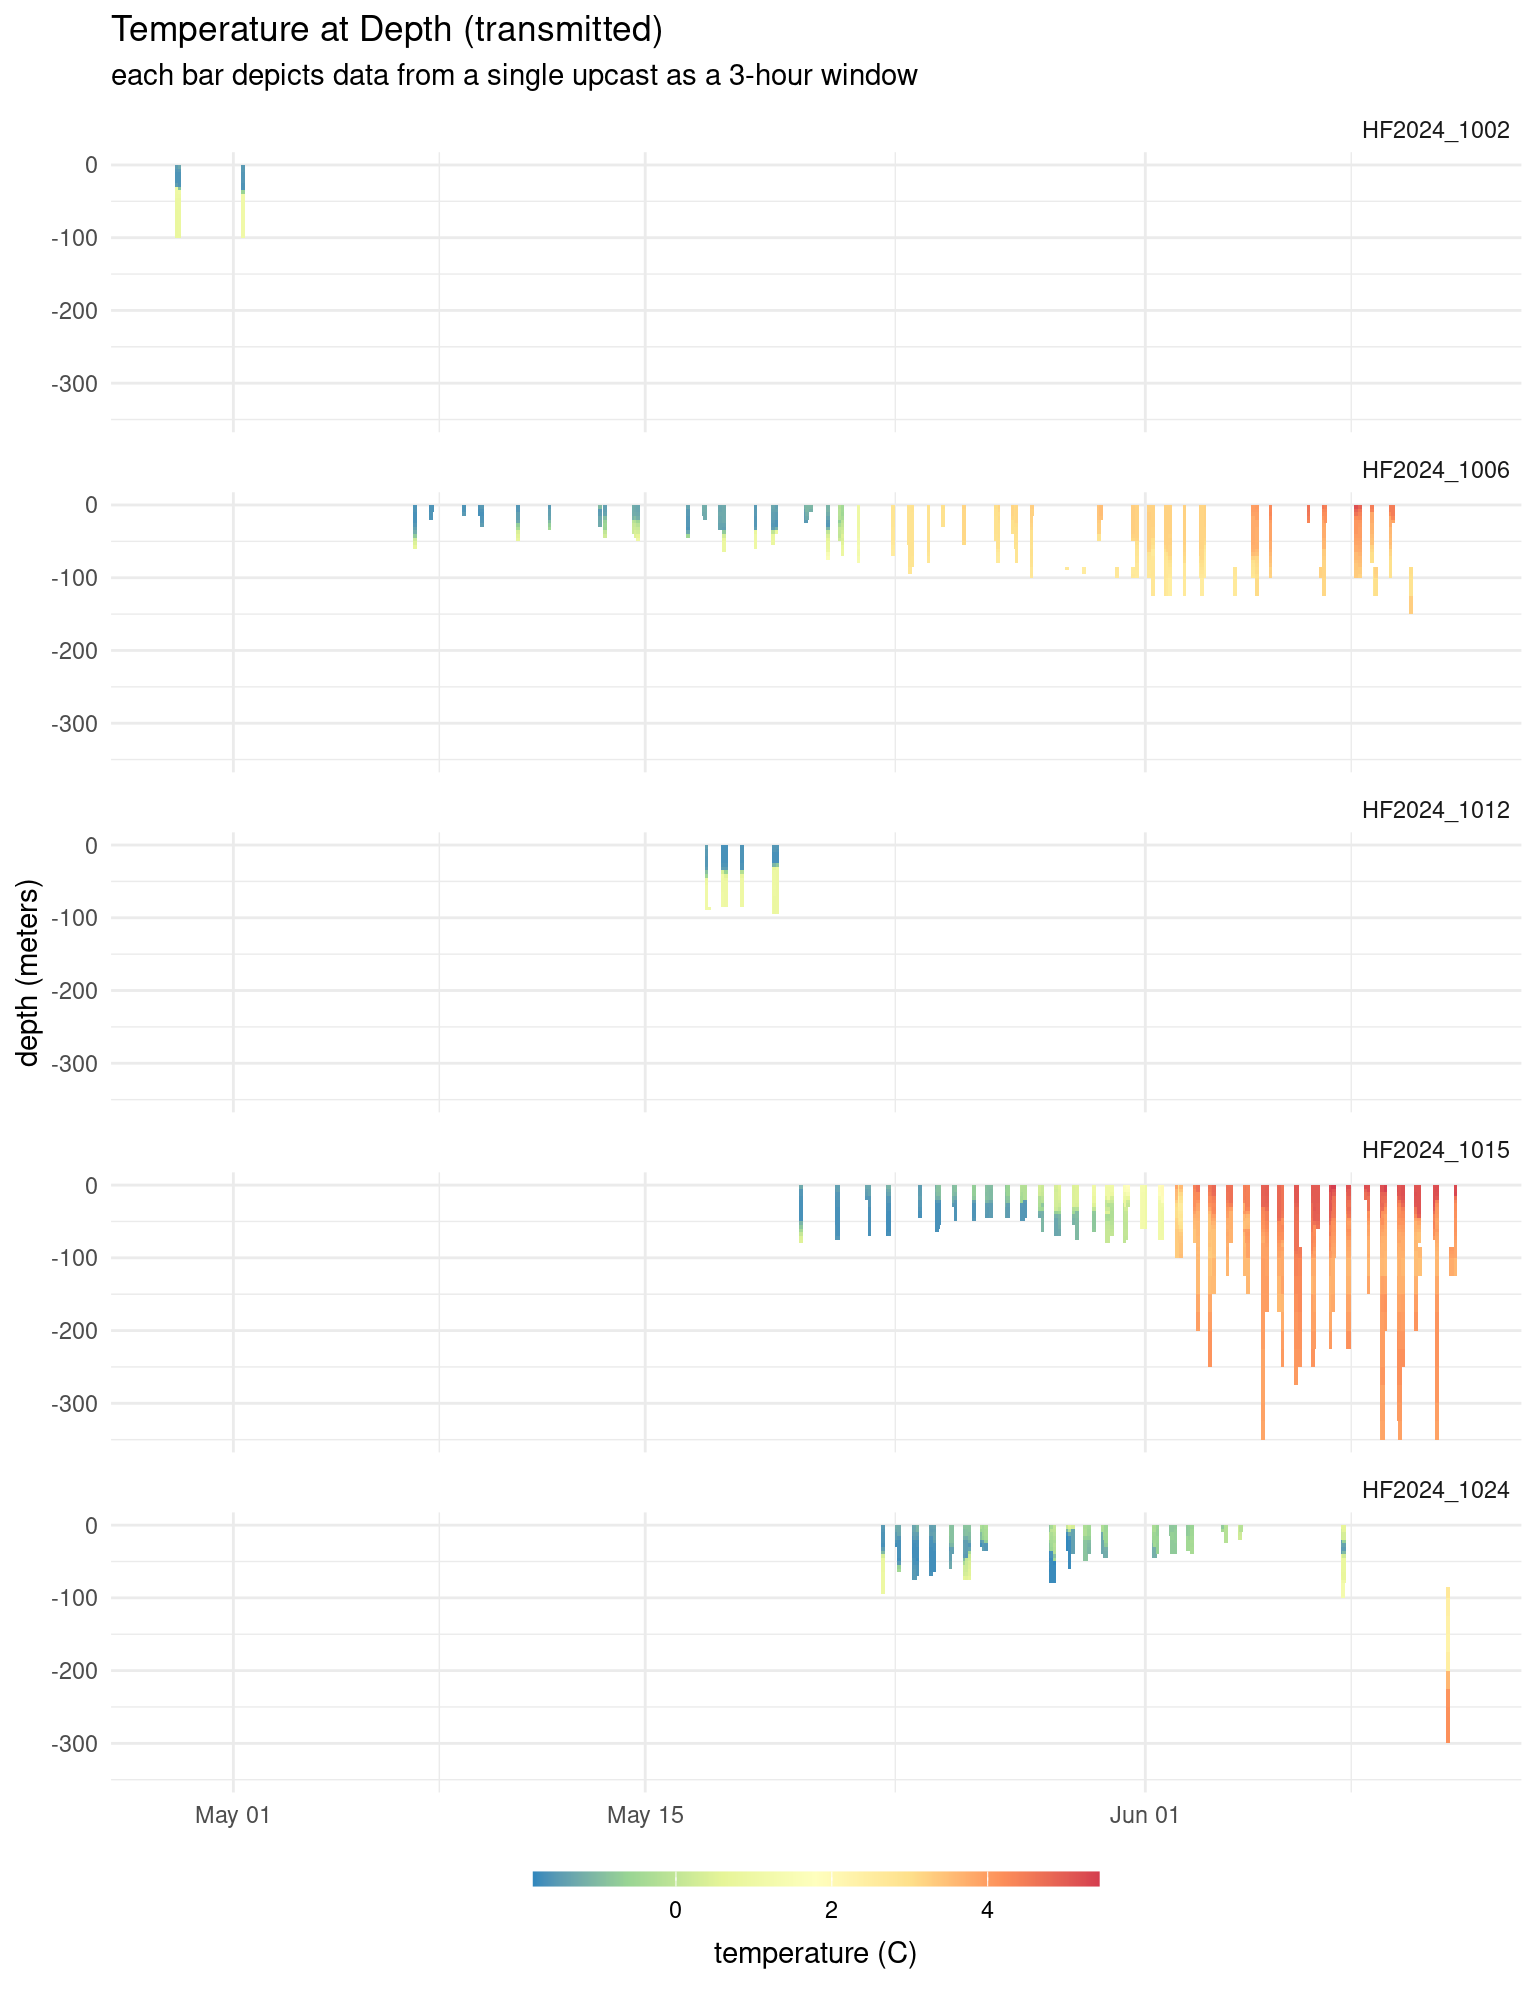 Temperature at Depth (transmitted)
each bar depicts data from a single upcast as a 3-hour window
HF2024_1002
0
-100
-200
-300
HF2024_1006
0
-100
-200
-300
HF2024_1012
0
-100
-200
-300
depth (meters)
HF2024_1015
0
-100
-200
-300
HF2024_1024
0
-100
-200
-300
May 01 May 15 Jun 01
0 2 4
temperature (C)